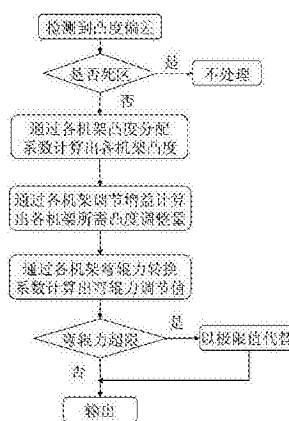 检测到凸度偏差
是否死区
是
不处理
否
通过各机架凸度分配
系数计算出各机架凸度
通过各机架调节增益计算
出各机架所需凸度调整量
通过各机架弯辊力转换
系数计算出弯辊力调节值
弯辊力超限
是
以极限值代替
否
输出